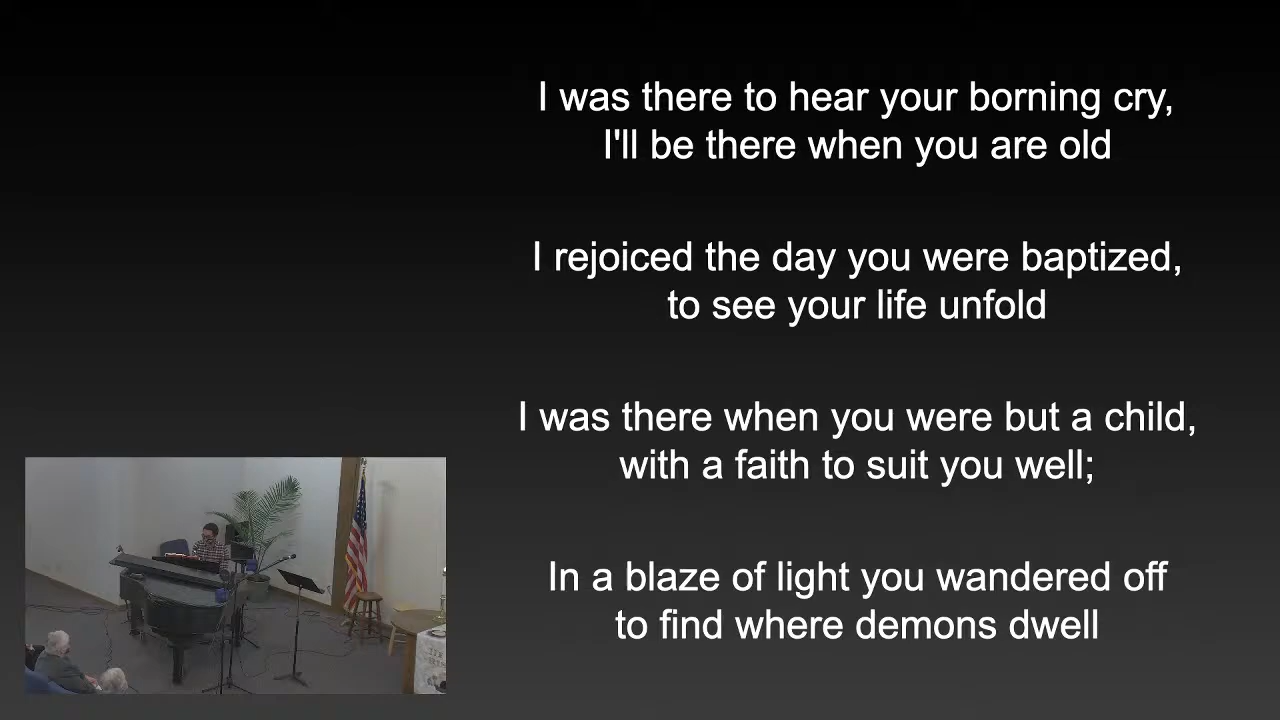 I was there to hear your borning cry,
I'll be there when you are old
I rejoiced the day you were baptized,
to see your life unfold
I was there when you were but a child,
with a faith to suit you well;
In a blaze of light you wandered off
to find where demons dwell